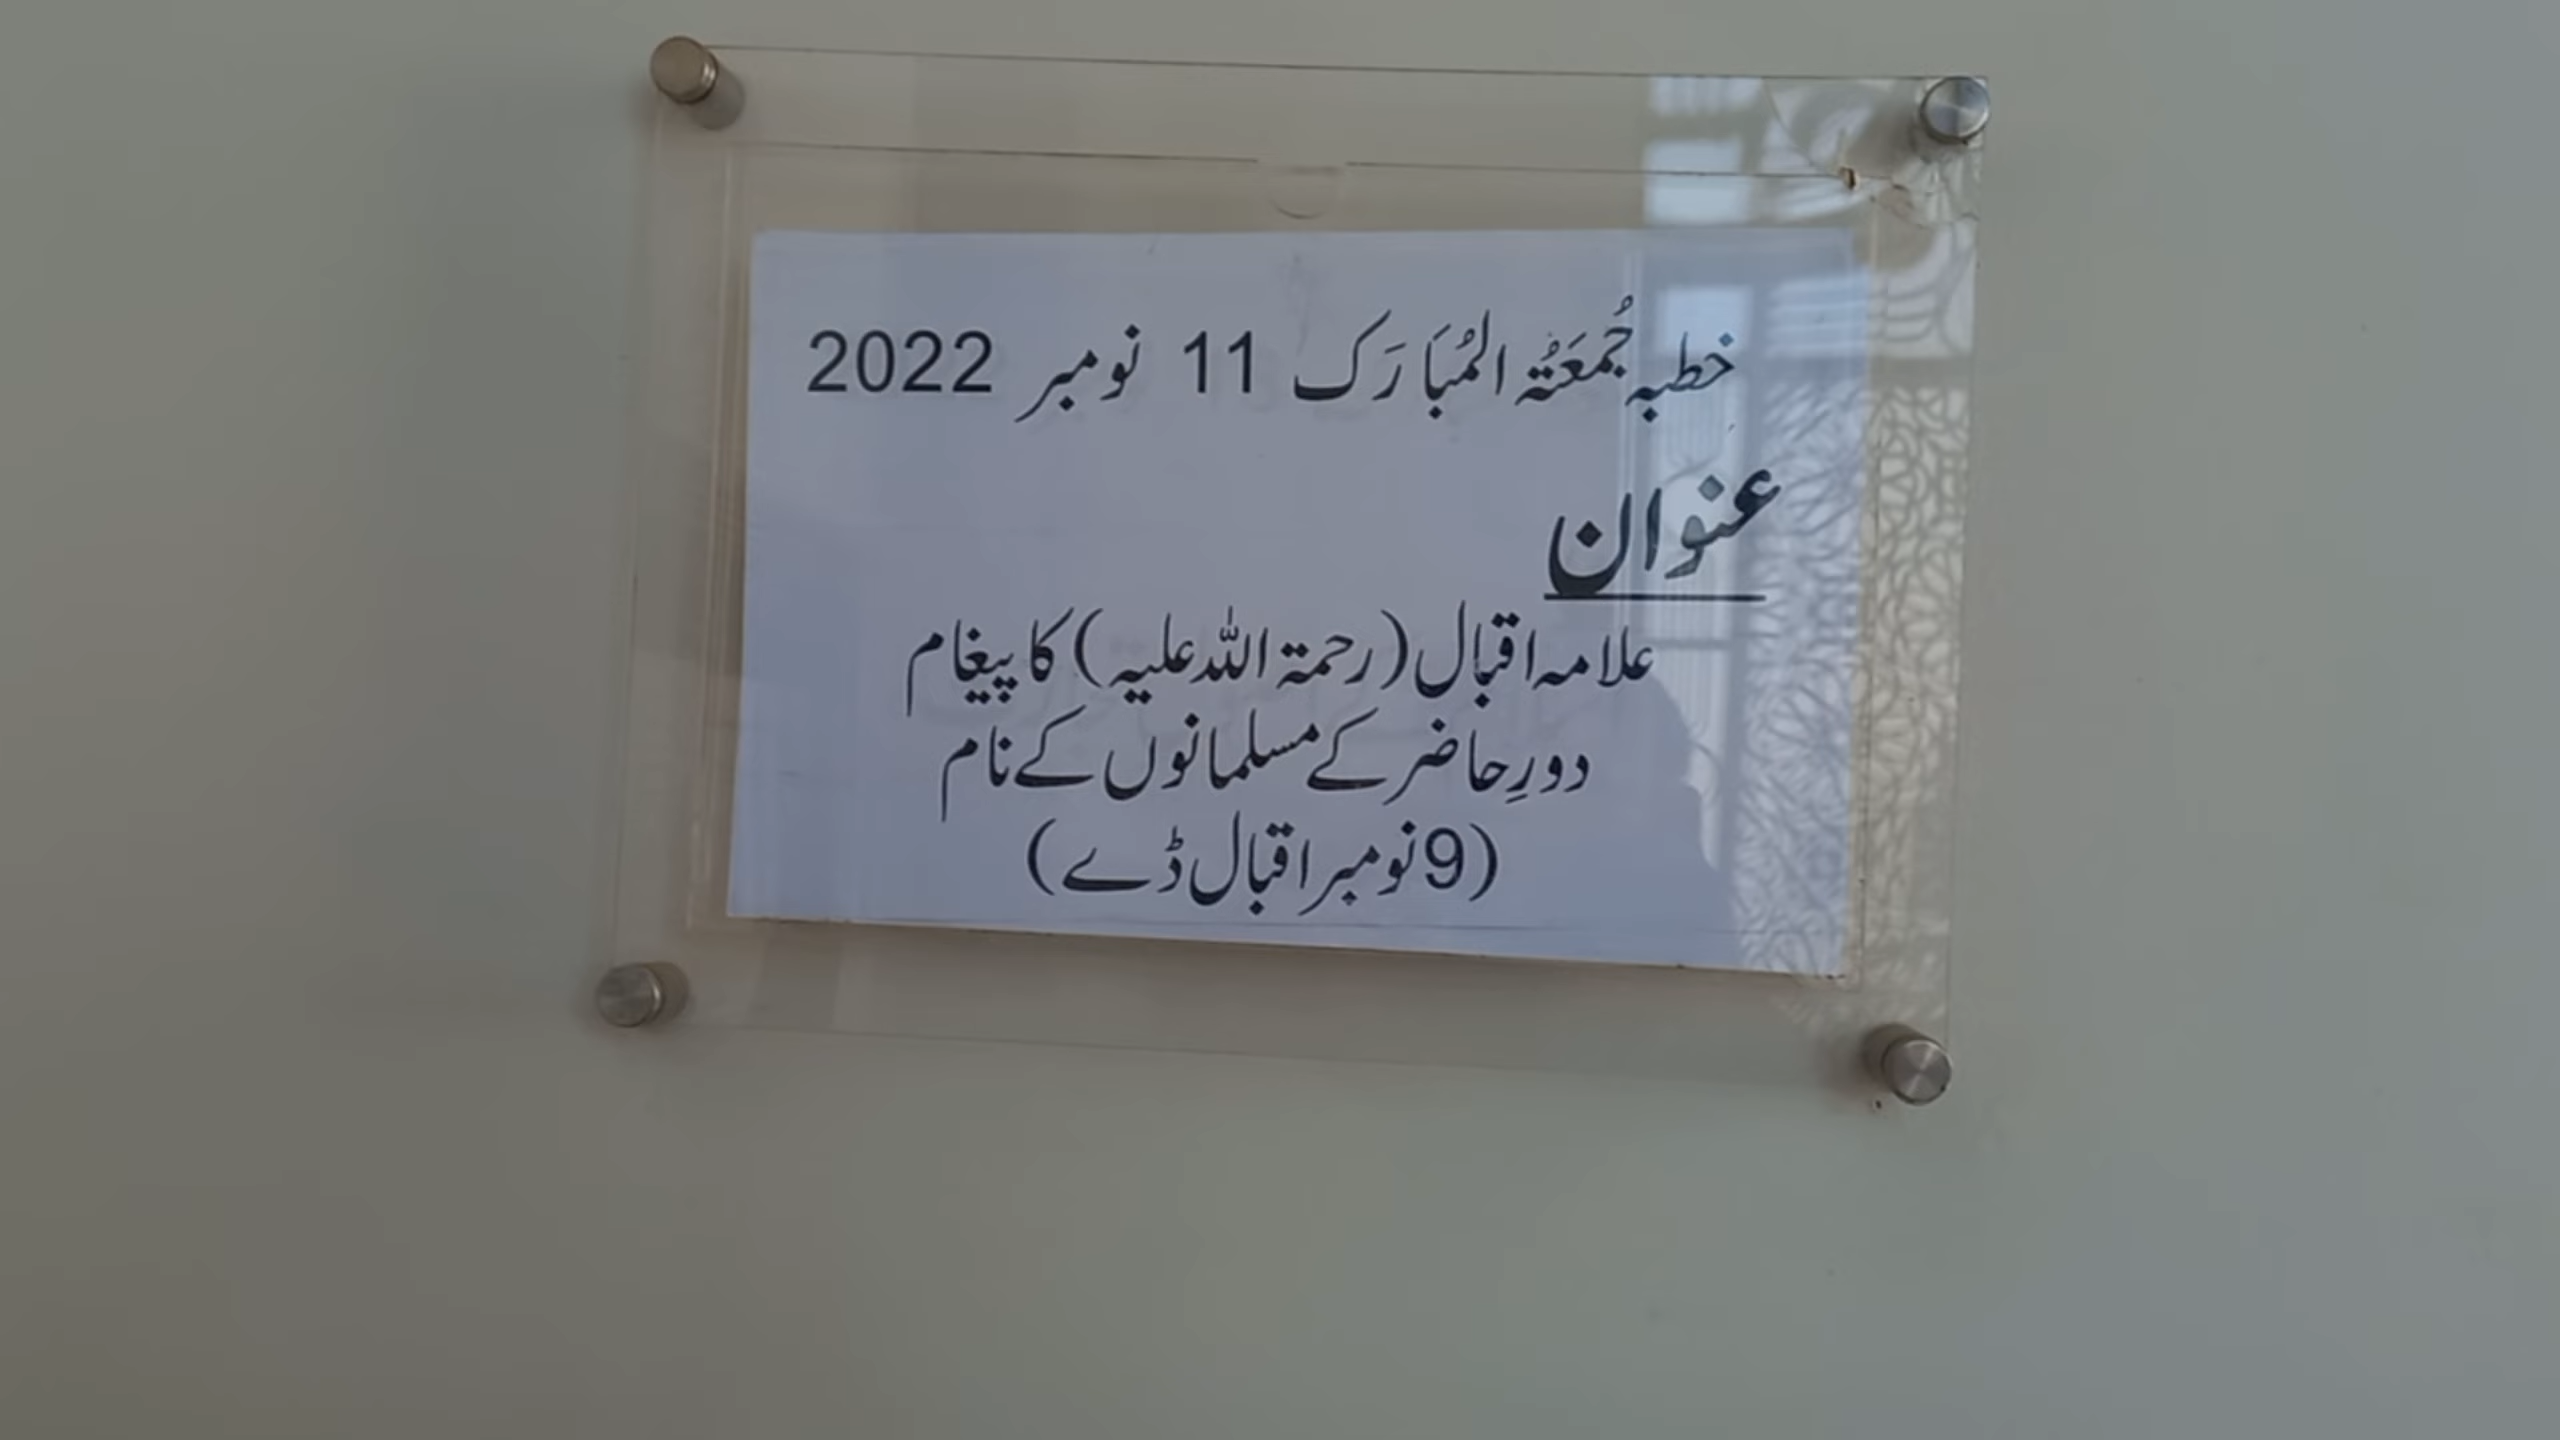 خطبہ جُمعَتُہ المُبَارَک 11 نومبر 2022
عنوان
علامہ اقبال (رحمۃ اللہ علیہ) کا پیغام
دورِ حاضر کے مسلمانوں کے نام
(9 نومبر اقبال ڈے)